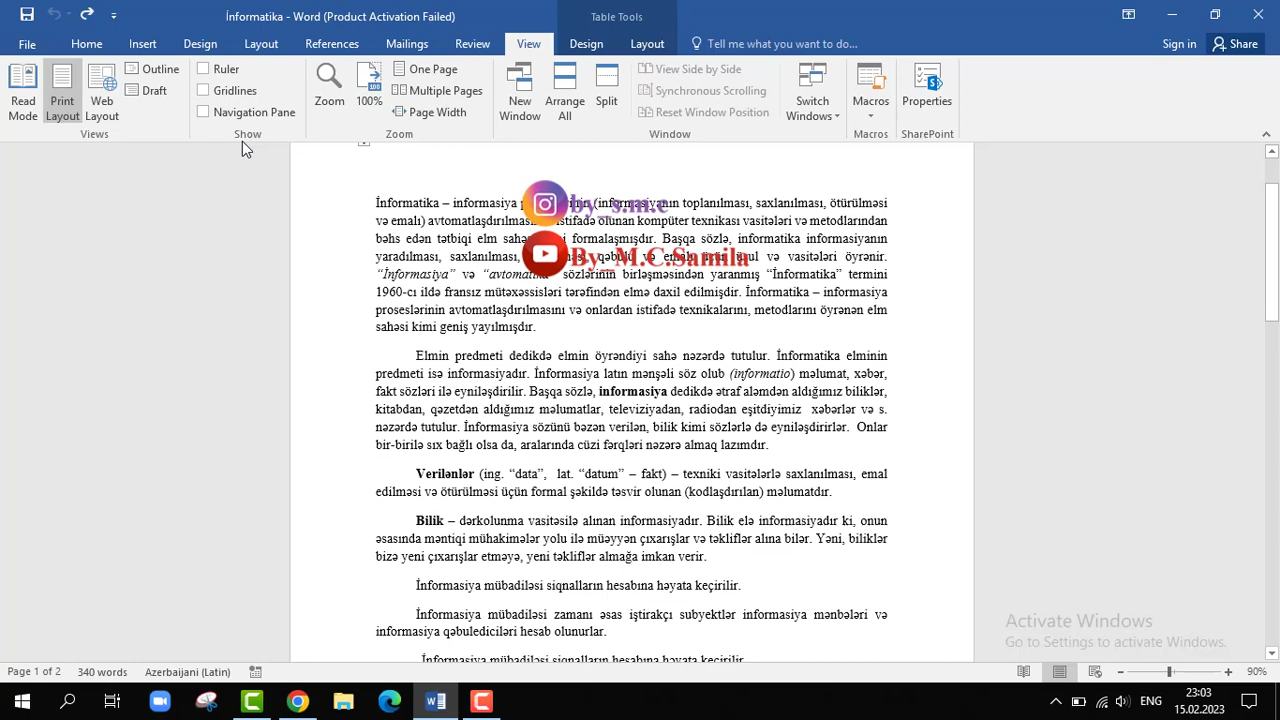 İnformatika - Word (Product Activation Failed)
Table Tools
File Home Insert Design Layout References Mailings Review View Design Layout Tell me what you want to do? Sign in Share
Read Mode
Print Layout
Web Layout
Outline
Draft
Views
Ruler
Gridlines
Navigation Pane
Show
Zoom
100
100%
One Page
Multiple Pages
Page Width
Zoom
New Window
Arrange All
Split
View Side by Side
Synchronous Scrolling
Reset Window Position
Switch Windows
Window
Macros
Macros
Properties
SharePoint
İnformatika – informasiya (informasiyanın toplanılması, saxlanılması, ötürülməsi
by_s.m.c
və emalı) avtomatlaşdırılmasında istifadə olunan kompüter texnikası vasitələri və metodlarından
bəhs edən tətbiqi elm formalaşmışdır. Başqa sözlə, informatika informasiyanın
yaradılması, saxlanılması, qəbulu və emalı üçün üsul və vasitələri öyrənir.
By_M.C.Samila
“İnformasiya” və “avtomatika” sözlərinin birləşməsindən yaranmış “İnformatika” termini
1960-cı ildə fransız mütəxəssisləri tərəfindən elmə daxil edilmişdir. İnformatika – informasiya
proseslərinin avtomatlaşdırılmasını və onlardan istifadə texnikalarını, metodlarını öyrənən elm
sahəsi kimi geniş yayılmışdır.
Elmin predmeti dedikdə elmin öyrəndiyi sahə nəzərdə tutulur. İnformatika elminin
predmeti isə informasiyadır. İnformasiya latın mənşəli söz olub (informatio) məlumat, xəbər,
fakt sözləri ilə eyniləşdirilir. Başqa sözlə, informasiya dedikdə ətraf aləmdən aldığımız biliklər,
kitabdan, qəzetdən aldığımız məlumatlar, televiziyadan, radiodan eşitdiyimiz xəbərlər və s.
nəzərdə tutulur. İnformasiya sözünü bəzən verilən, bilik kimi sözlərlə də eyniləşdirirlər. Onlar
bir-birilə sıx bağlı olsa da, aralarında cüzi fərqləri nəzərə almaq lazımdır.
Verilənlər (ing. “data”, lat. “datum” – fakt) – texniki vasitələrlə saxlanılması, emal
edilməsi və ötürülməsi üçün formal şəkildə təsvir olunan (kodlaşdırılan) məlumatdır.
Bilik – dərkolunma vasitəsilə alınan informasiyadır. Bilik elə informasiyadır ki, onun
əsasında məntiqi mühakimələr yolu ilə müəyyən çıxarışlar və təkliflər alına bilər. Yəni, biliklər
bizə yeni çıxarışlar etməyə, yeni təkliflər almağa imkan verir.
İnformasiya mübadiləsi siqnalların hesabına həyata keçirilir.
İnformasiya mübadiləsi zamanı əsas iştirakçı subyektlər informasiya mənbələri və
informasiya qəbulediciləri hesab olunurlar.
İnformasiya mübadiləsi siqnalların hesabına həyata keçirilir.
Activate Windows
Go to Settings to activate Windows.
Page 1 of 2 340 words Azerbaijani (Latin) 90%
ENG 23:03
15.02.2023